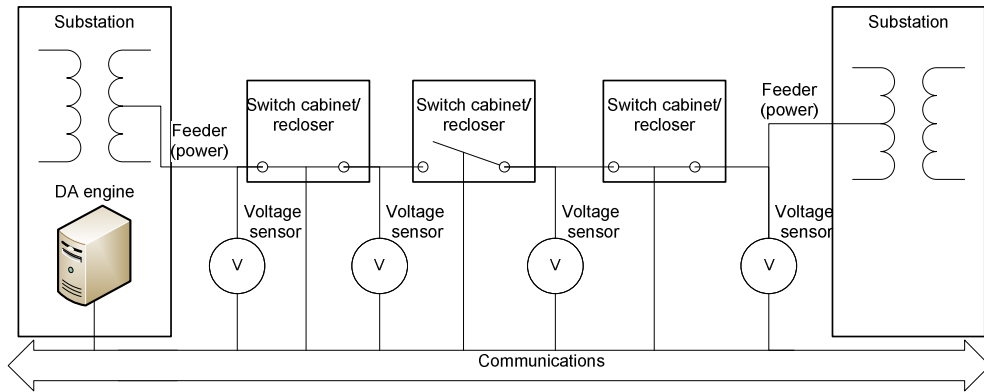 Substation
Substation
Switch cabinet/
recloser
Switch cabinet/
recloser
Switch cabinet/
recloser
Feeder
(power)
Feeder
(power)
DA engine
Voltage
sensor
Voltage
sensor
Voltage
sensor
Voltage
sensor
V
V
V
V
Communications